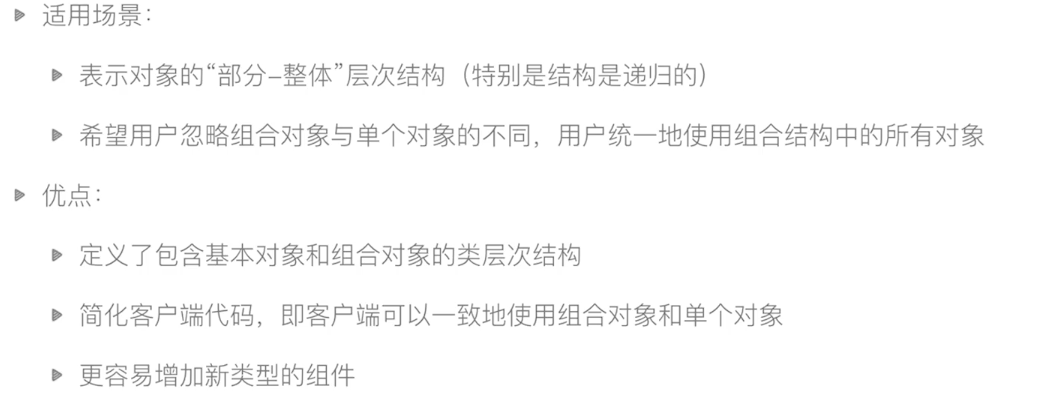 适用场景：
表示对象的“部分-整体”层次结构（特别是结构是递归的）
希望用户忽略组合对象与单个对象的不同，用户统一地使用组合结构中的所有对象
优点：
定义了包含基本对象和组合对象的类层次结构
简化客户端代码，即客户端可以一致地使用组合对象和单个对象
更容易增加新类型的组件